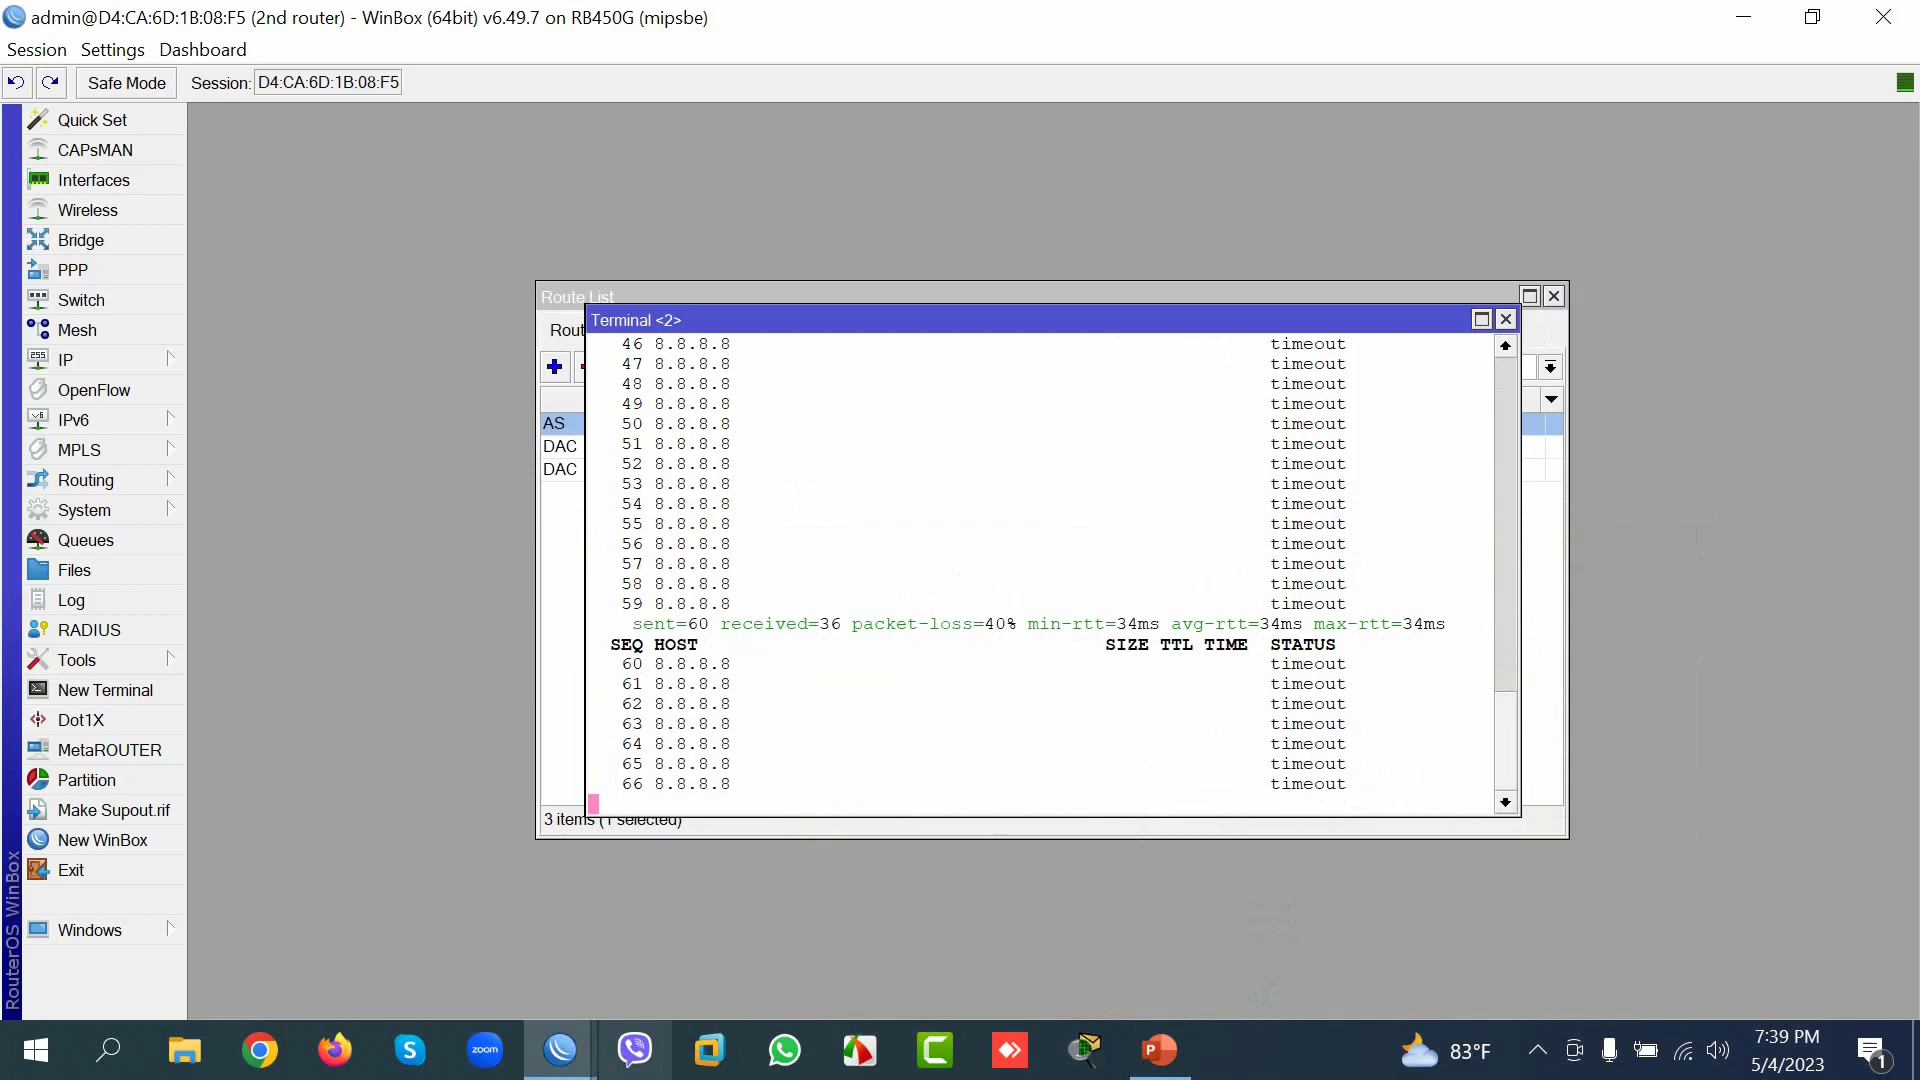 admin@D4:CA:6D:1B:08:F5 (2nd router) - WinBox (64bit) v6.49.7 on RB450G (mipsbe)
Session Settings Dashboard
Safe Mode Session: D4:CA:6D:1B:08:F5
Quick Set
CAPsMAN
Interfaces
Wireless
Bridge
PPP
Switch
Mesh
255 IP
OpenFlow
v6 IPv6
MPLS
Routing
System
Queues
Files
Log
RADIUS
Tools
New Terminal
Dot1X
MetaROUTER
Partition
Make Supout.rif
New WinBox
Exit
Windows
RouterOS WinBox
Route List
Rout
AS
DAC
DAC
3 items (1 selected)
Terminal <2>
46 8.8.8.8 timeout
47 8.8.8.8 timeout
48 8.8.8.8 timeout
49 8.8.8.8 timeout
50 8.8.8.8 timeout
51 8.8.8.8 timeout
52 8.8.8.8 timeout
53 8.8.8.8 timeout
54 8.8.8.8 timeout
55 8.8.8.8 timeout
56 8.8.8.8 timeout
57 8.8.8.8 timeout
58 8.8.8.8 timeout
59 8.8.8.8 timeout
sent=60 received=36 packet-loss=40% min-rtt=34ms avg-rtt=34ms max-rtt=34ms
SEQ HOST SIZE TTL TIME STATUS
60 8.8.8.8 timeout
61 8.8.8.8 timeout
62 8.8.8.8 timeout
63 8.8.8.8 timeout
64 8.8.8.8 timeout
65 8.8.8.8 timeout
66 8.8.8.8 timeout
zoom
83°F
7:39 PM
5/4/2023
1